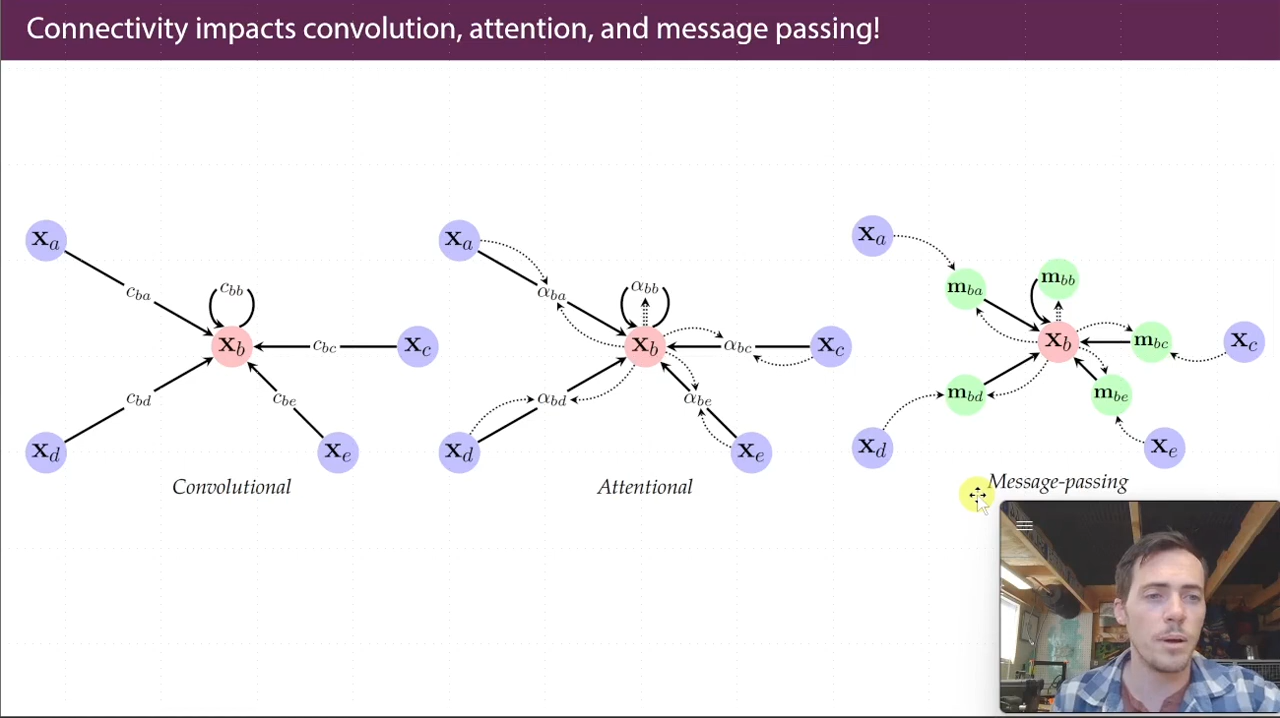 Connectivity impacts convolution, attention, and message passing!
x_a
c_ba
c_bb
x_b
c_bc
x_c
c_bd
c_be
x_d
x_e
Convolutional
x_a
α_ba
α_bb
x_b
α_bc
x_c
α_bd
α_be
x_d
x_e
Attentional
x_a
m_ba
m_bb
x_b
m_bc
x_c
m_bd
m_be
x_d
x_e
Message-passing